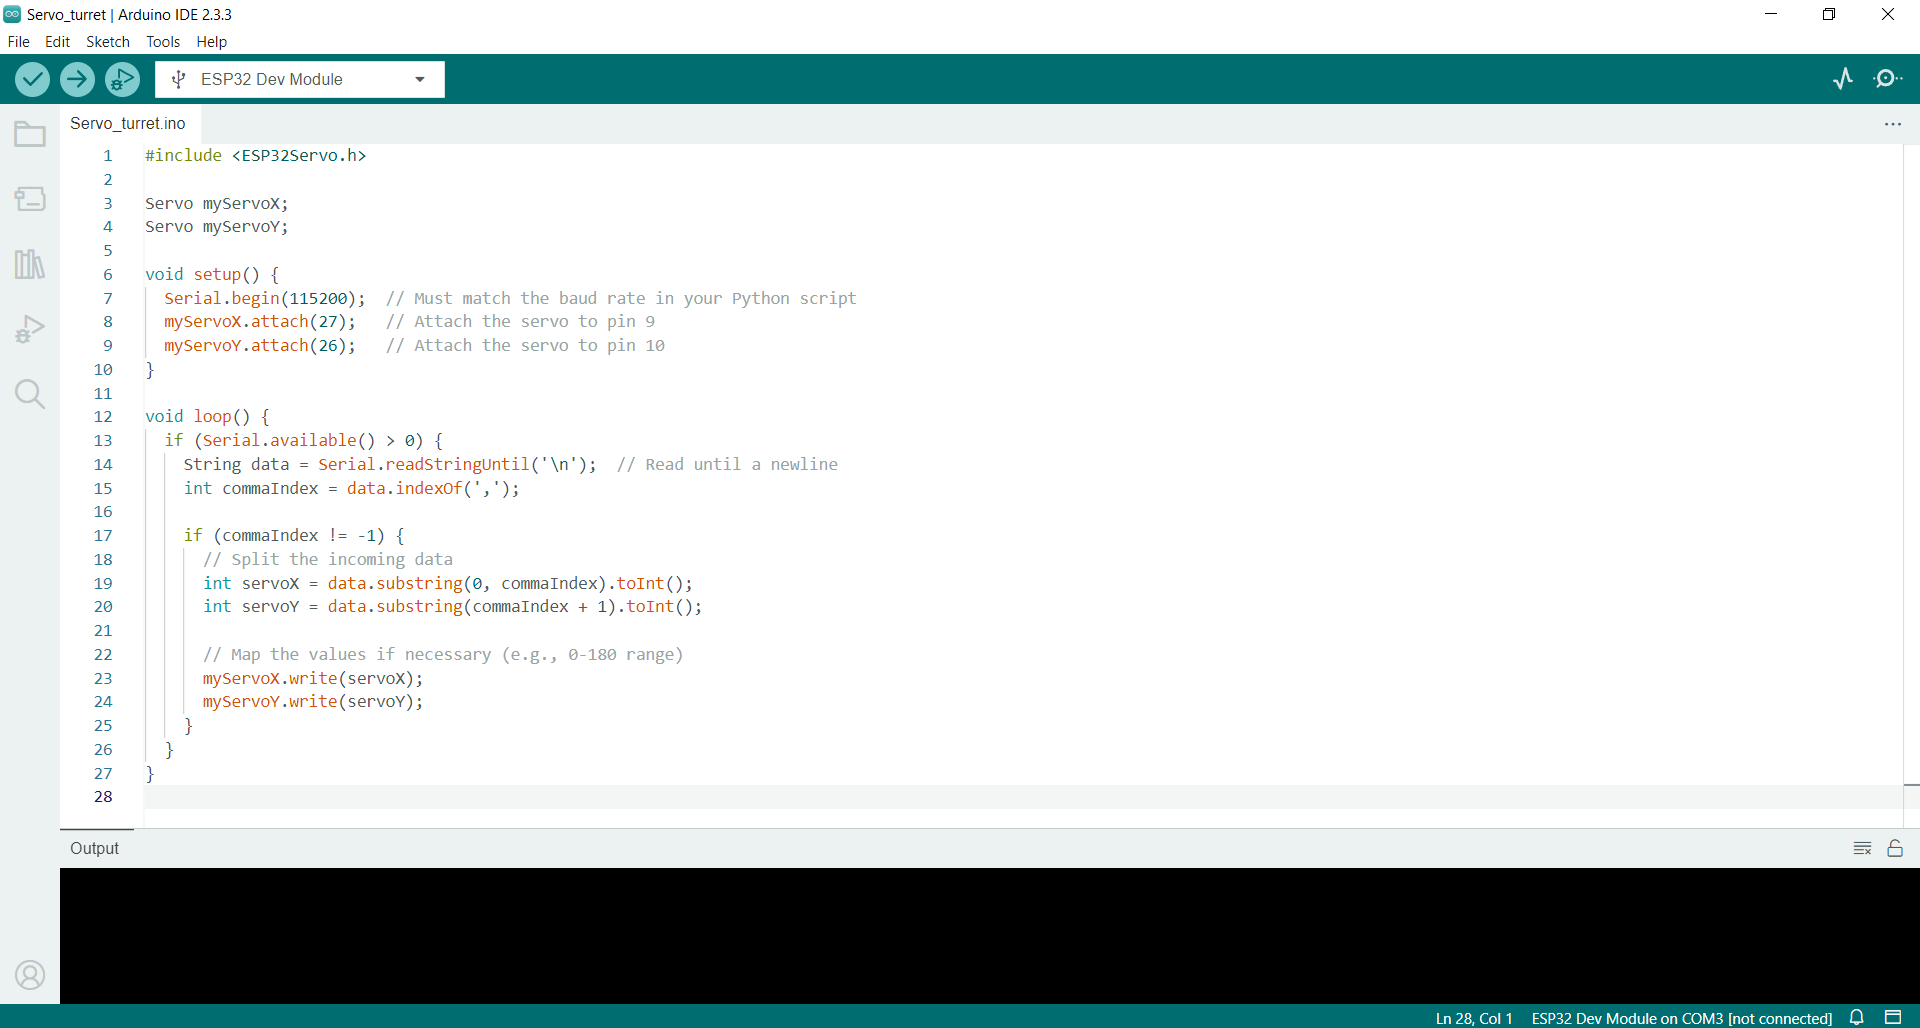 Servo_turret | Arduino IDE 2.3.3
File Edit Sketch Tools Help
ESP32 Dev Module
Servo_turret.ino
1 #include <ESP32Servo.h>
2
3 Servo myServoX;
4 Servo myServoY;
5
6 void setup() {
7 Serial.begin(115200); // Must match the baud rate in your Python script
8 myServoX.attach(27); // Attach the servo to pin 9
9 myServoY.attach(26); // Attach the servo to pin 10
10 }
11
12 void loop() {
13 if (Serial.available() > 0) {
14 String data = Serial.readStringUntil('\n'); // Read until a newline
15 int commaIndex = data.indexOf(',');
16
17 if (commaIndex != -1) {
18 // Split the incoming data
19 int servoX = data.substring(0, commaIndex).toInt();
20 int servoY = data.substring(commaIndex + 1).toInt();
21
22 // Map the values if necessary (e.g., 0-180 range)
23 myServoX.write(servoX);
24 myServoY.write(servoY);
25 }
26 }
27 }
28
Output
Ln 28, Col 1 ESP32 Dev Module on COM3 [not connected]